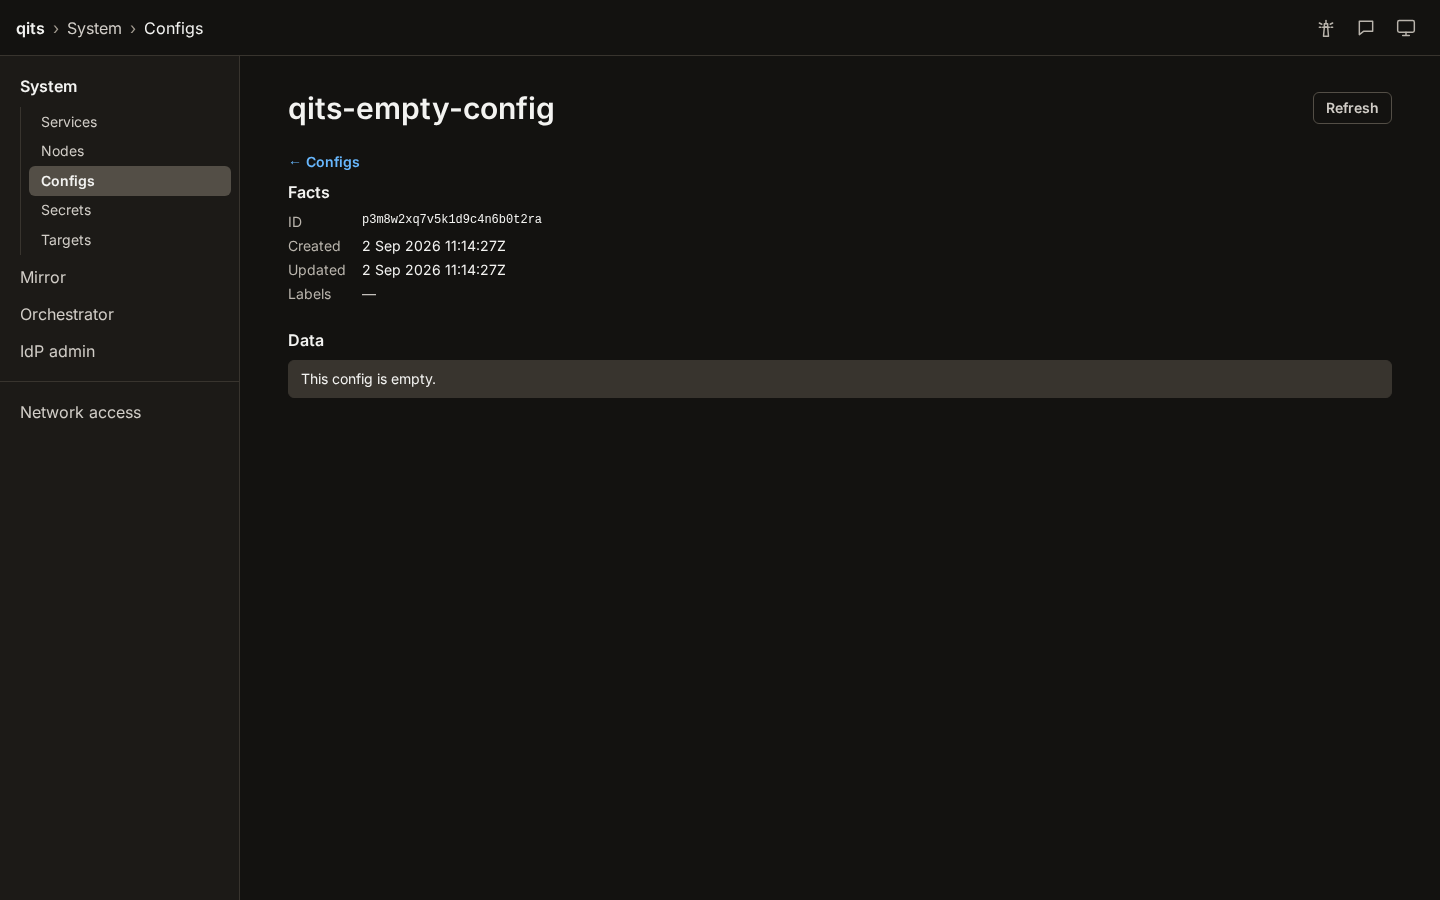 qits › System › Configs
System
Services
Nodes
Configs
Secrets
Targets
Mirror
Orchestrator
IdP admin
Network access
qits-empty-config
Refresh
← Configs
Facts
ID p3m8w2xq7v5k1d9c4n6b0t2ra
Created 2 Sep 2026 11:14:27Z
Updated 2 Sep 2026 11:14:27Z
Labels —
Data
This config is empty.